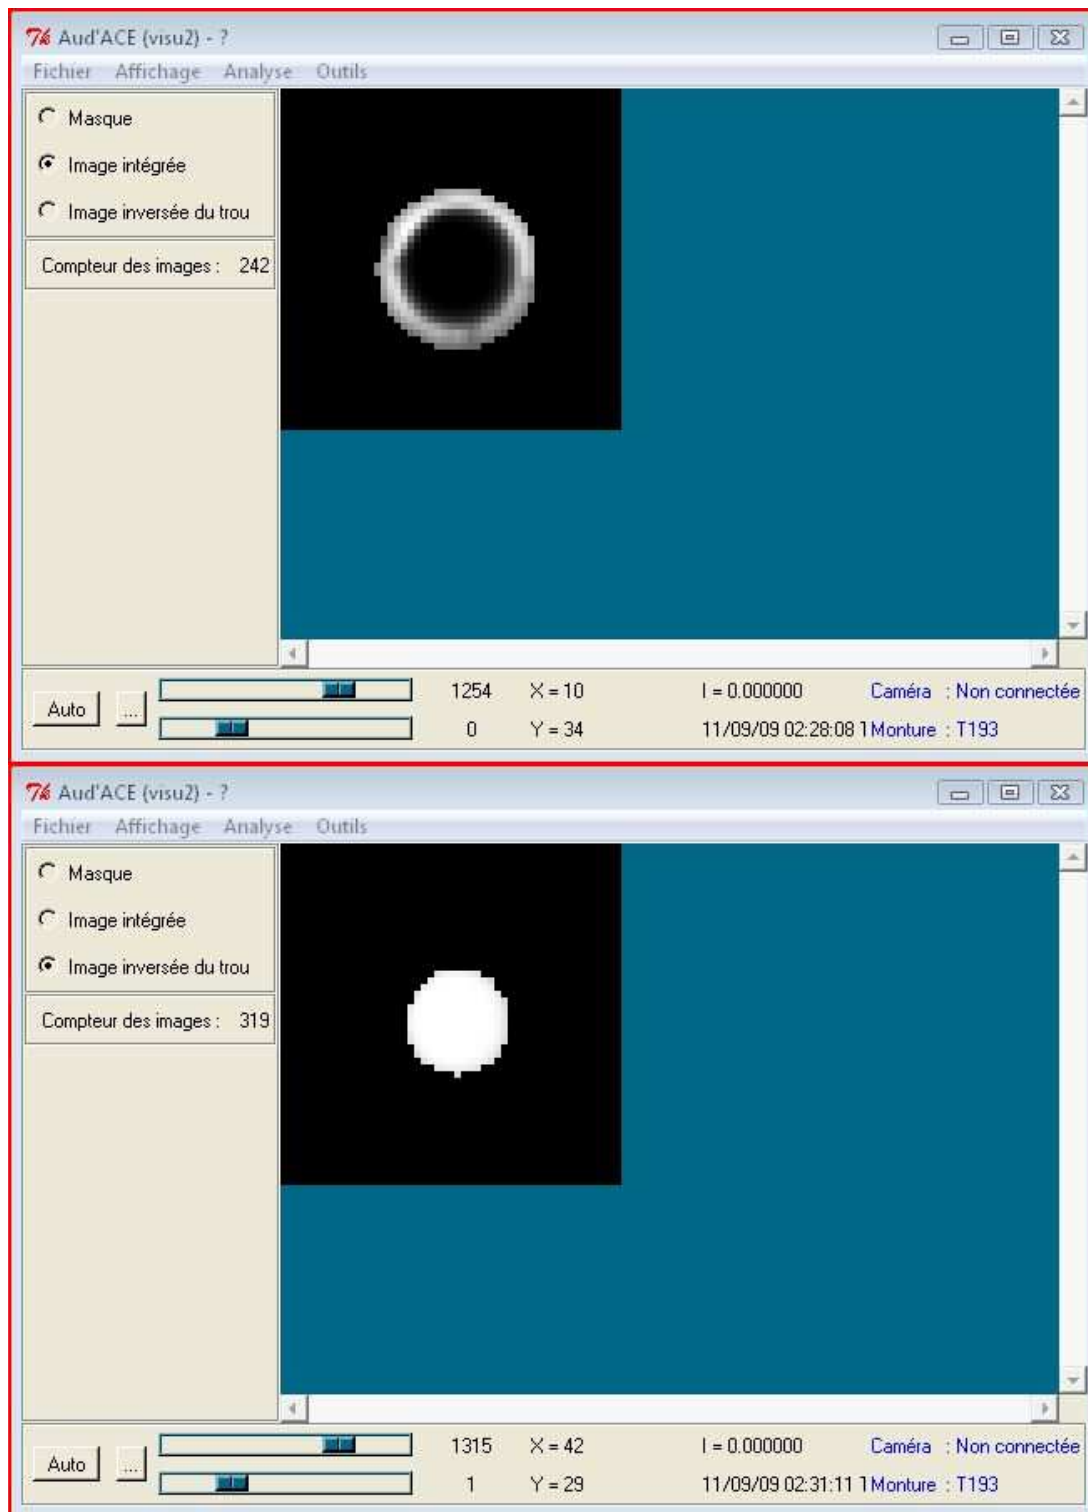 Aud'ACE (visu2) - ?
Fichier Affichage Analyse Outils
Masque
Image intégrée
Image inversée du trou
Compteur des images : 242
1254 X = 10 I = 0.000000 Caméra : Non connectée
Auto ...
0 Y = 34 11/09/09 02:28:08 T Monture : T193
Aud'ACE (visu2) - ?
Fichier Affichage Analyse Outils
Masque
Image intégrée
Image inversée du trou
Compteur des images : 319
1315 X = 42 I = 0.000000 Caméra : Non connectée
Auto ...
1 Y = 29 11/09/09 02:31:11 T Monture : T193